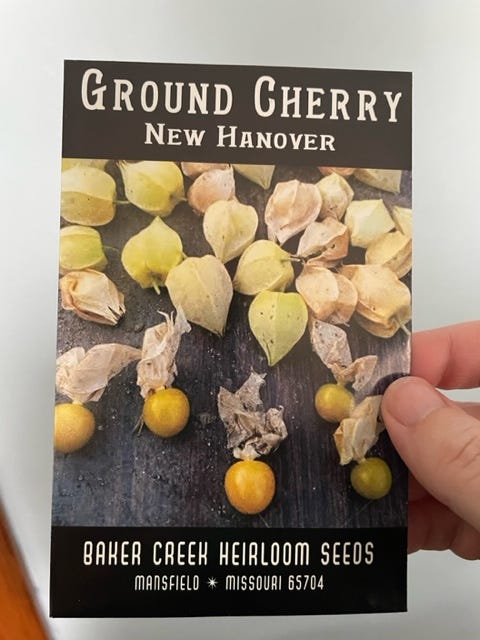 Ground Cherry
New Hanover
Baker Creek Heirloom Seeds
Mansfield ✴ Missouri 65704